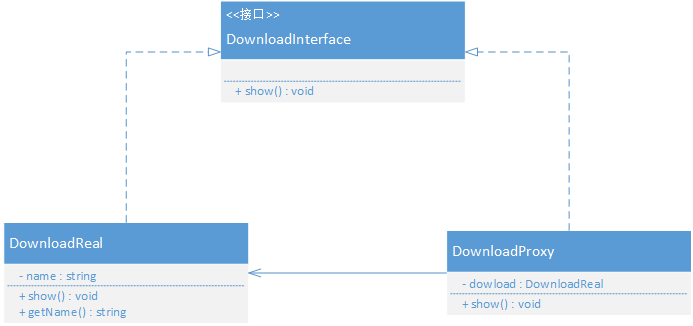 <<接口>>
DownloadInterface
+ show() : void
DownloadReal
- name : string
+ show() : void
+ getName() : string
DownloadProxy
- dowload : DownloadReal
+ show() : void